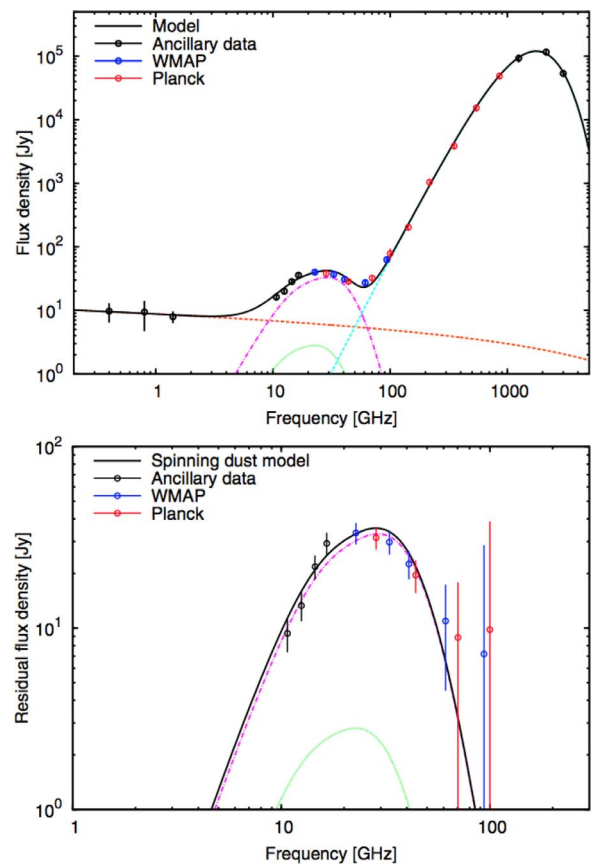 Model
Ancillary data
WMAP
Planck
Flux density [Jy]
10^5
10^4
10^3
10^2
10^1
10^0
1
10
100
1000
Frequency [GHz]
Spinning dust model
Ancillary data
WMAP
Planck
Residual flux density [Jy]
10^2
10^1
10^0
1
10
100
Frequency [GHz]